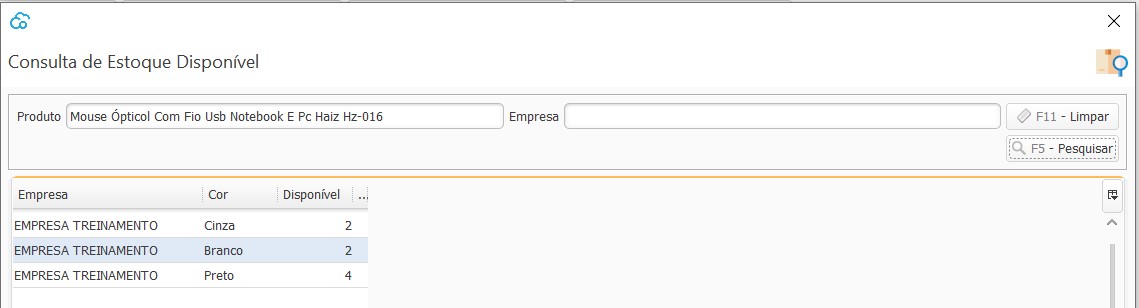 Consulta de Estoque Disponível
Produto Mouse Ópticol Com Fio Usb Notebook E Pc Haiz Hz-016 Empresa F11 - Limpar
F5 - Pesquisar
Empresa Cor Disponível ...
EMPRESA TREINAMENTO Cinza 2
EMPRESA TREINAMENTO Branco 2
EMPRESA TREINAMENTO Preto 4